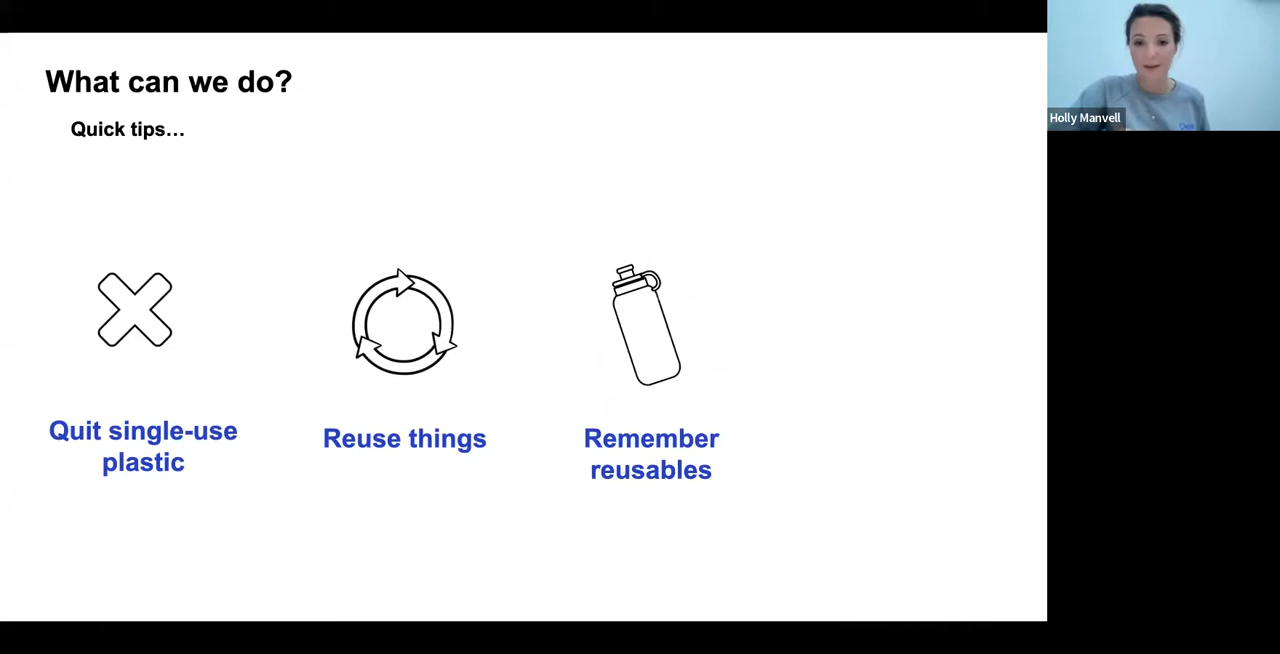 What can we do?
Quick tips…
Quit single-use
plastic
Reuse things
Remember
reusables
Holly Manvell